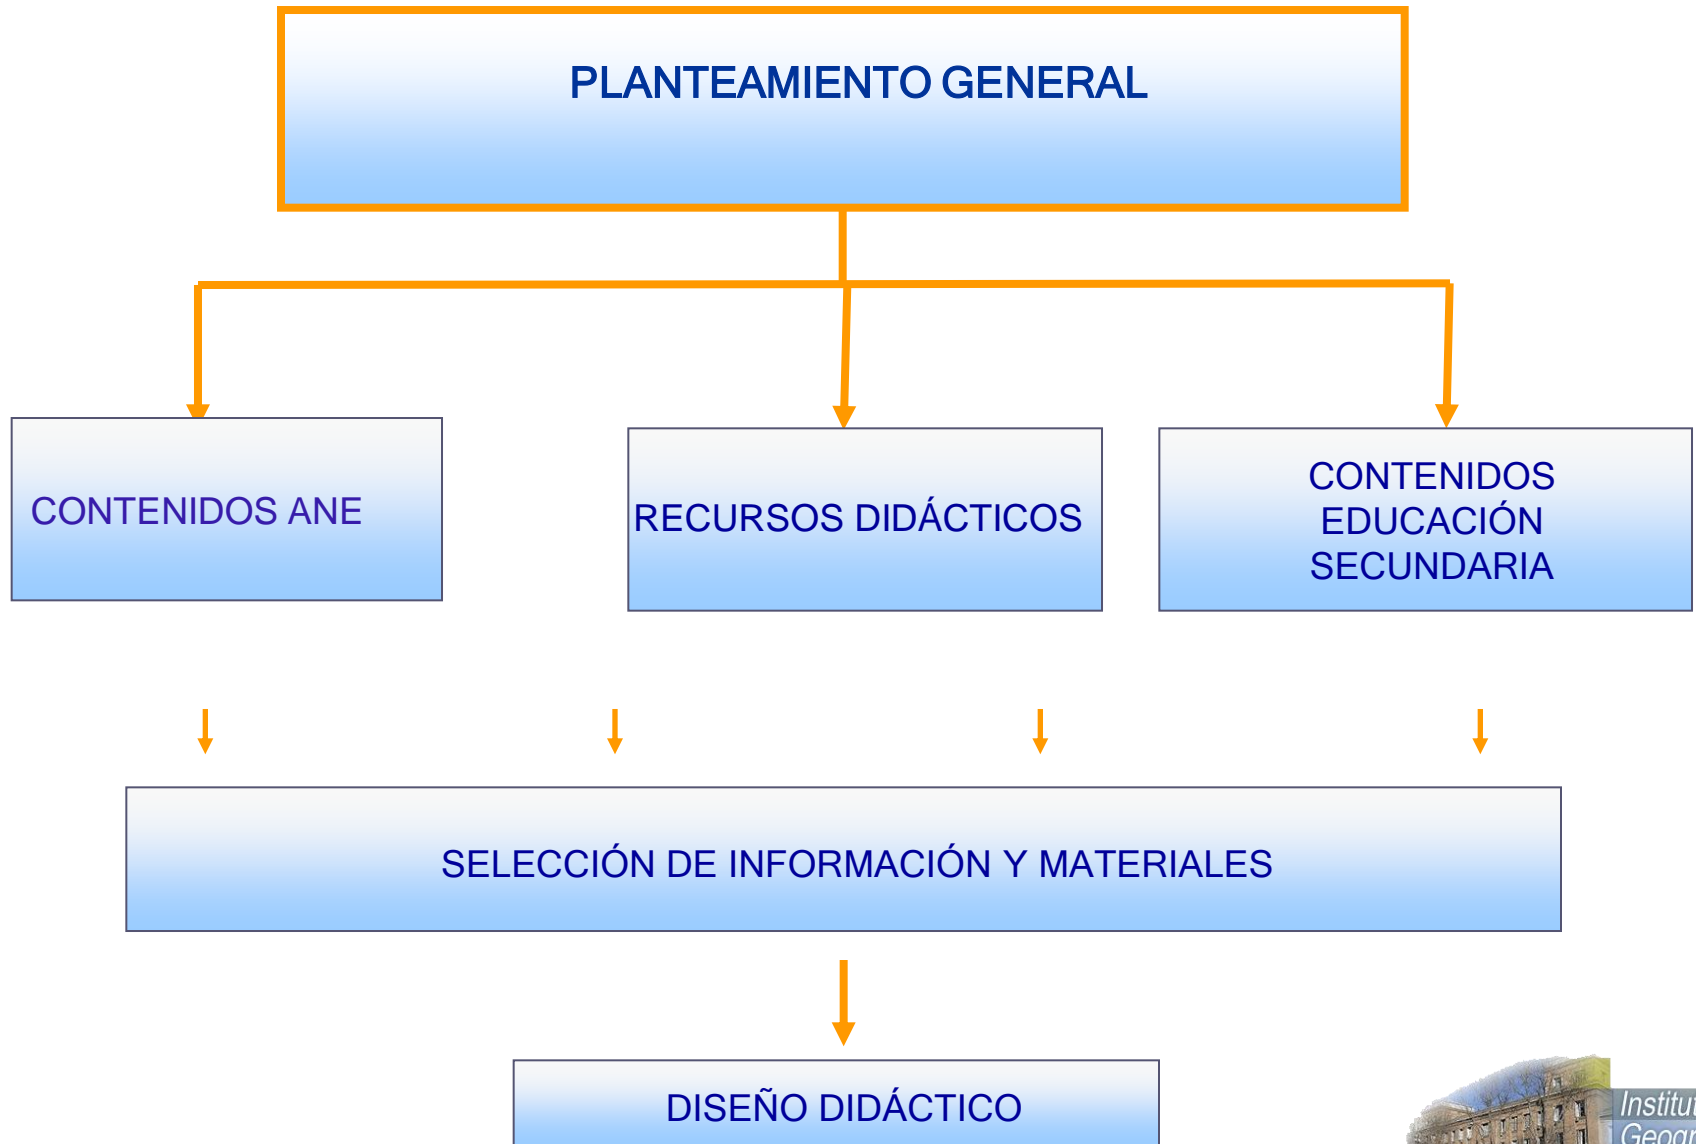 PLANTEAMIENTO GENERAL
CONTENIDOS ANE
RECURSOS DIDÁCTICOS
CONTENIDOS
EDUCACIÓN
SECUNDARIA
SELECCIÓN DE INFORMACIÓN Y MATERIALES
DISEÑO DIDÁCTICO